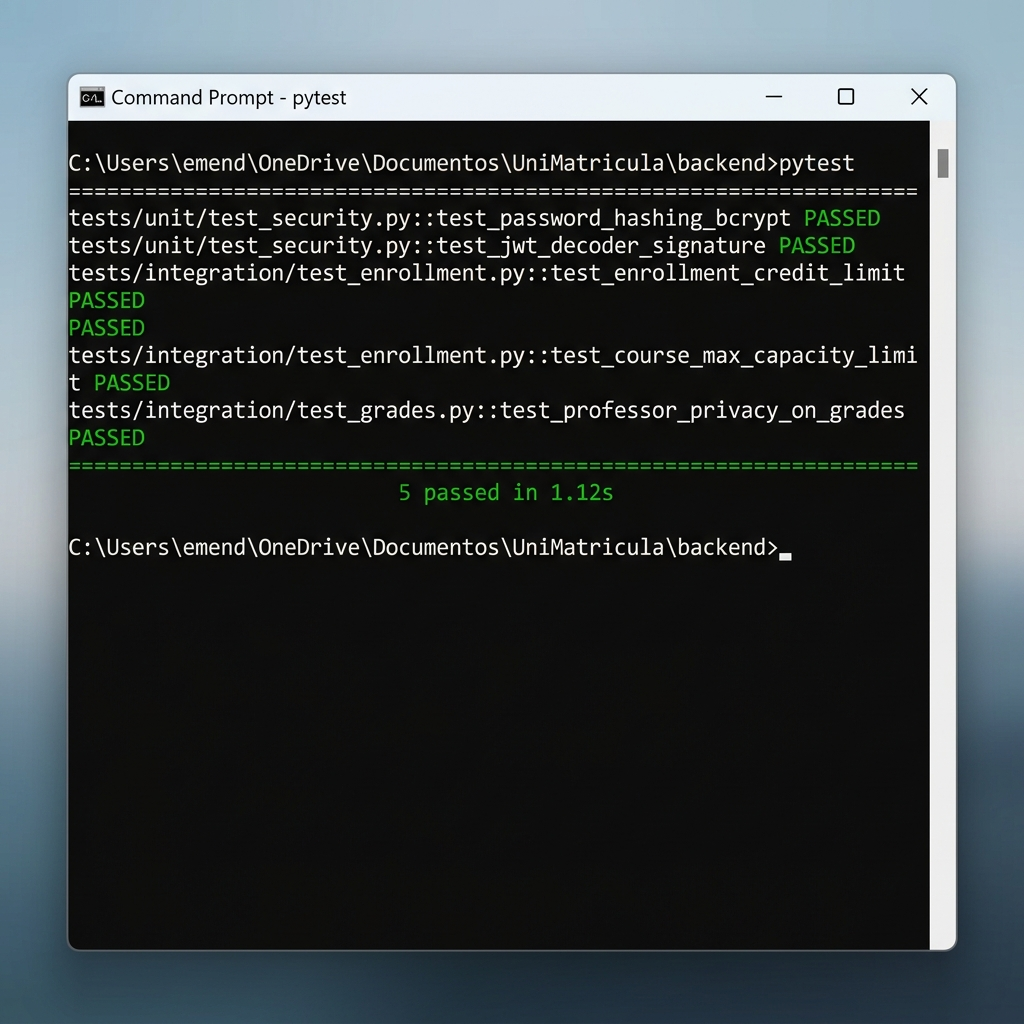 Command Prompt - pytest
C:\Users\emend\OneDrive\Documentos\UniMatricula\backend>pytest
===================================================================
tests/unit/test_security.py::test_password_hashing_bcrypt PASSED
tests/unit/test_security.py::test_jwt_decoder_signature PASSED
tests/integration/test_enrollment.py::test_enrollment_credit_limit
PASSED
PASSED
tests/integration/test_enrollment.py::test_course_max_capacity_limi
t PASSED
tests/integration/test_grades.py::test_professor_privacy_on_grades
PASSED
===================================================================
5 passed in 1.12s
C:\Users\emend\OneDrive\Documentos\UniMatricula\backend>